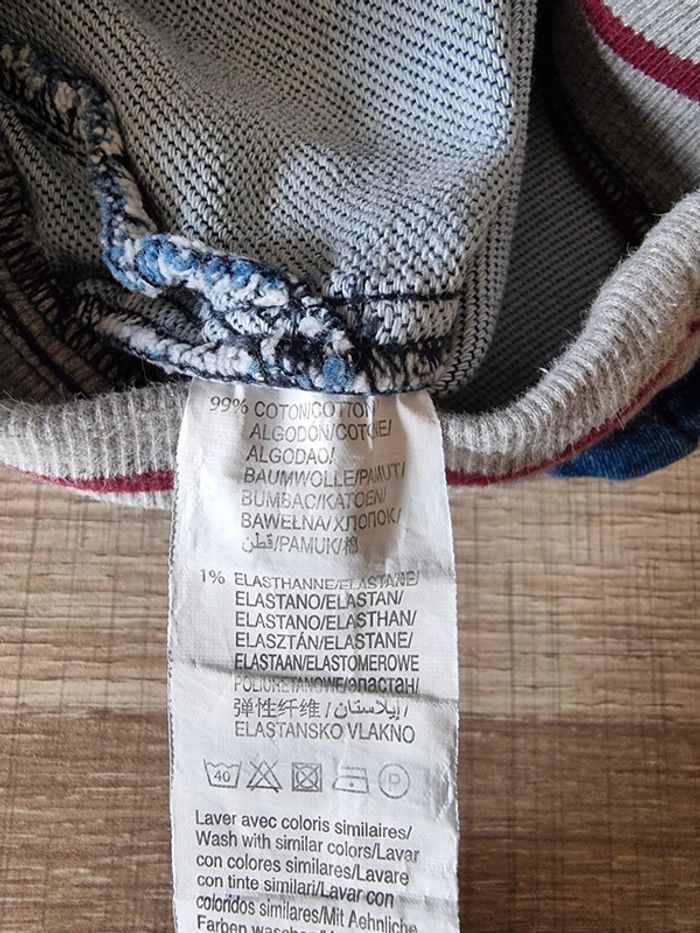 99% COTON/COTTON/
ALGODÓN/COTONE/
ALGODAO/
BAUMWOLLE/PAMUT/
BUMBAC/KATOEN/
BAWEŁNA/ХЛОПОК/
قطن/PAMUK/棉
1% ELASTHANNE/ELASTANE/
ELASTANO/ELASTAN/
ELASTANO/ELASTHAN/
ELASZTÁN/ELASTANE/
ELASTAAN/ELASTOMEROWE
POLIURETANOWE/эластан/
弹性纤维/إيلاستان/
ELASTANSKO VLAKNO
40 P
Laver avec coloris similaires/
Wash with similar colors/Lavar
con colores similares/Lavare
con tinte similari/Lavar con
coloridos similares/Mit Aehnliche
Farben waschen/